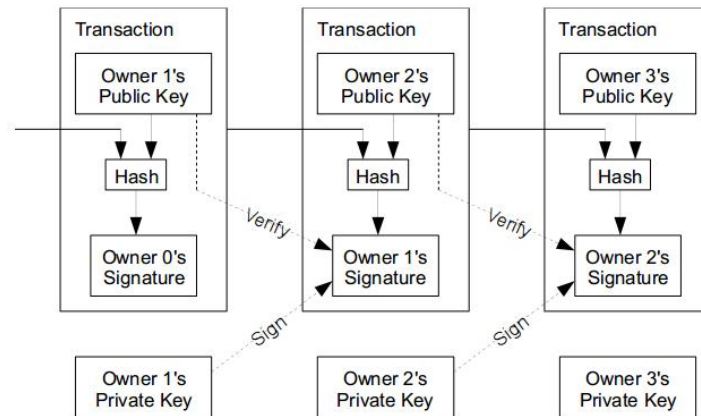 Transaction
Owner 1's
Public Key
Hash
Owner 0's
Signature
Verify
Transaction
Owner 2's
Public Key
Hash
Owner 1's
Signature
Verify
Transaction
Owner 3's
Public Key
Hash
Owner 2's
Signature
Owner 1's
Private Key
Sign
Owner 2's
Private Key
Sign
Owner 3's
Private Key